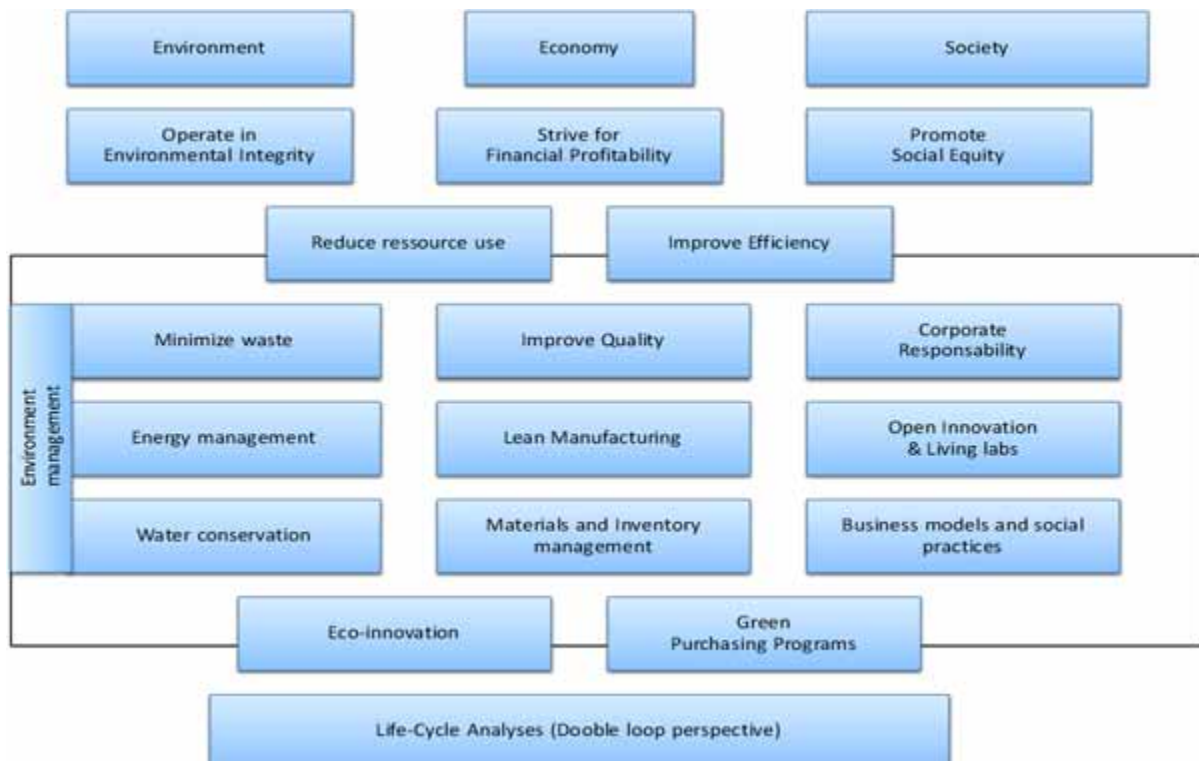 Environment
Economy
Society
Operate in
Environmental Integrity
Strive for
Financial Profitability
Promote
Social Equity
Reduce ressource use
Improve Efficiency
Environment
management
Minimize waste
Improve Quality
Corporate
Responsability
Energy management
Lean Manufacturing
Open Innovation
& Living labs
Water conservation
Materials and Inventory
management
Business models and social
practices
Eco-innovation
Green
Purchasing Programs
Life-Cycle Analyses (Dooble loop perspective)